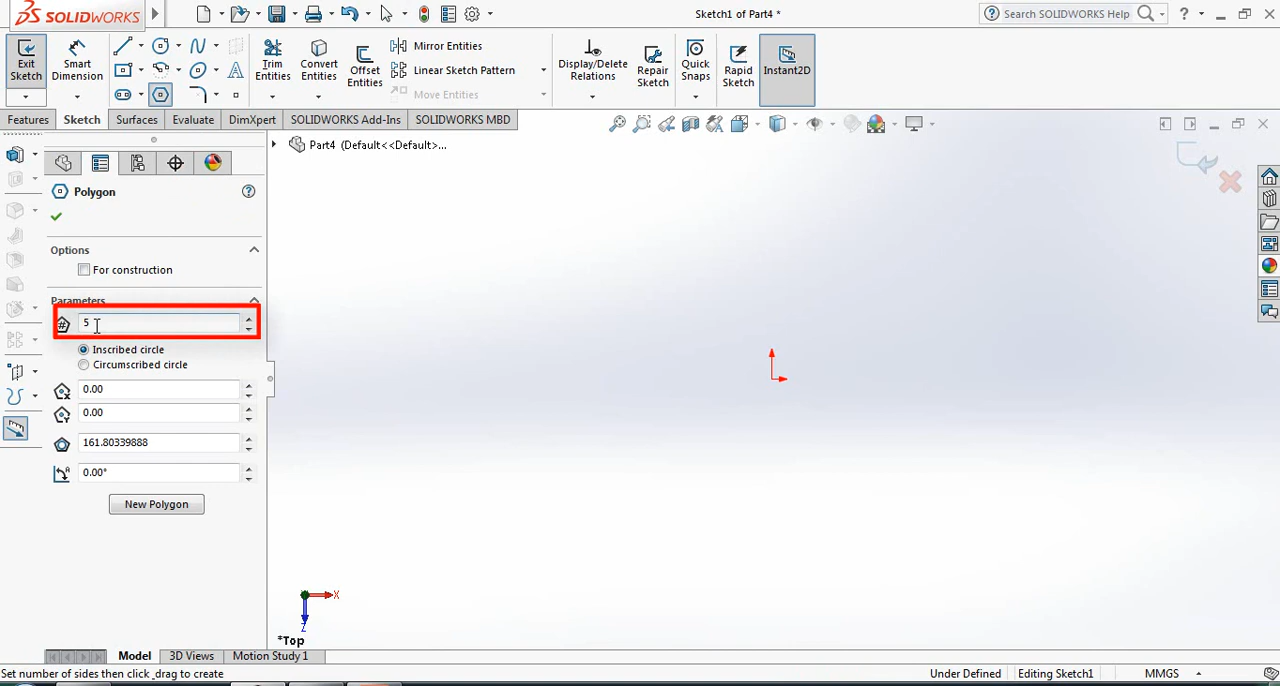 SOLIDWORKS
Sketch1 of Part4 *
Search SOLIDWORKS Help
?
Exit Sketch
Smart Dimension
Trim Entities
Convert Entities
Offset Entities
Mirror Entities
Linear Sketch Pattern
Move Entities
Display/Delete Relations
Repair Sketch
Quick Snaps
Rapid Sketch
Instant2D
Features
Sketch
Surfaces
Evaluate
DimXpert
SOLIDWORKS Add-Ins
SOLIDWORKS MBD
Part4 (Default<<Default>...
Polygon
Options
For construction
Parameters
5
Inscribed circle
Circumscribed circle
0.00
0.00
161.80339888
0.00°
New Polygon
X
Z
*Top
Model
3D Views
Motion Study 1
Set number of sides then click ,drag to create
Under Defined
Editing Sketch1
MMGS